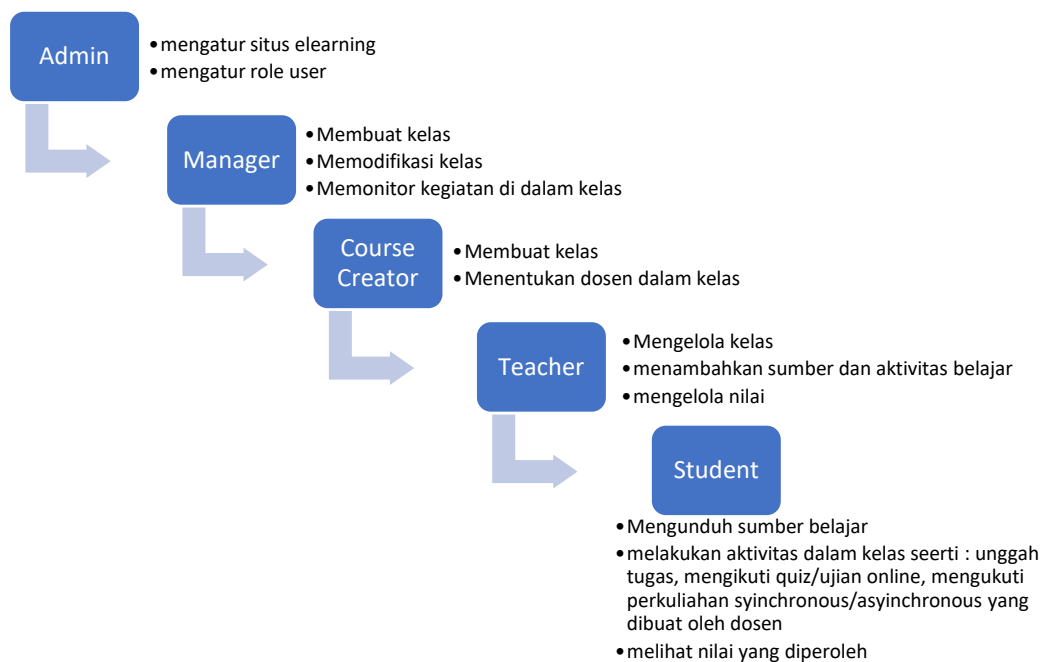 Admin
•mengatur situs elearning
•mengatur role user
Manager
•Membuat kelas
•Memodifikasi kelas
•Memonitor kegiatan di dalam kelas
Course
Creator
•Membuat kelas
•Menentukan dosen dalam kelas
Teacher
•Mengelola kelas
•menambahkan sumber dan aktivitas belajar
•mengelola nilai
Student
•Mengunduh sumber belajar
•melakukan aktivitas dalam kelas seerti : unggah
tugas, mengikuti quiz/ujian online, mengukuti
perkuliahan syinchronous/asyinchronous yang
dibuat oleh dosen
•melihat nilai yang diperoleh